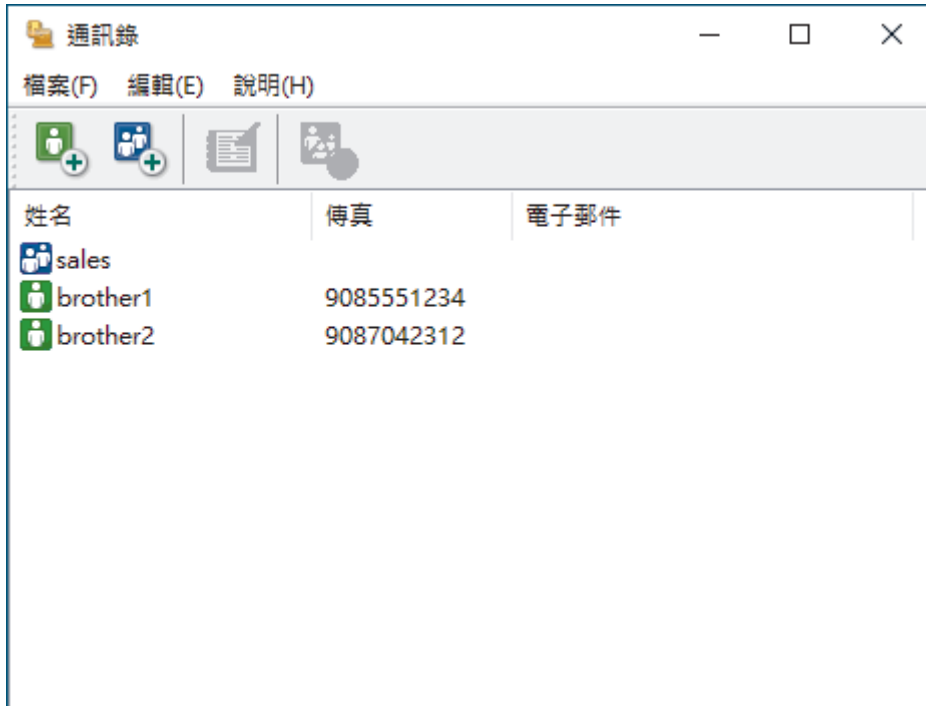 通訊錄
檔案(F) 編輯(E) 說明(H)
姓名 傳真 電子郵件
sales
brother1 9085551234
brother2 9087042312